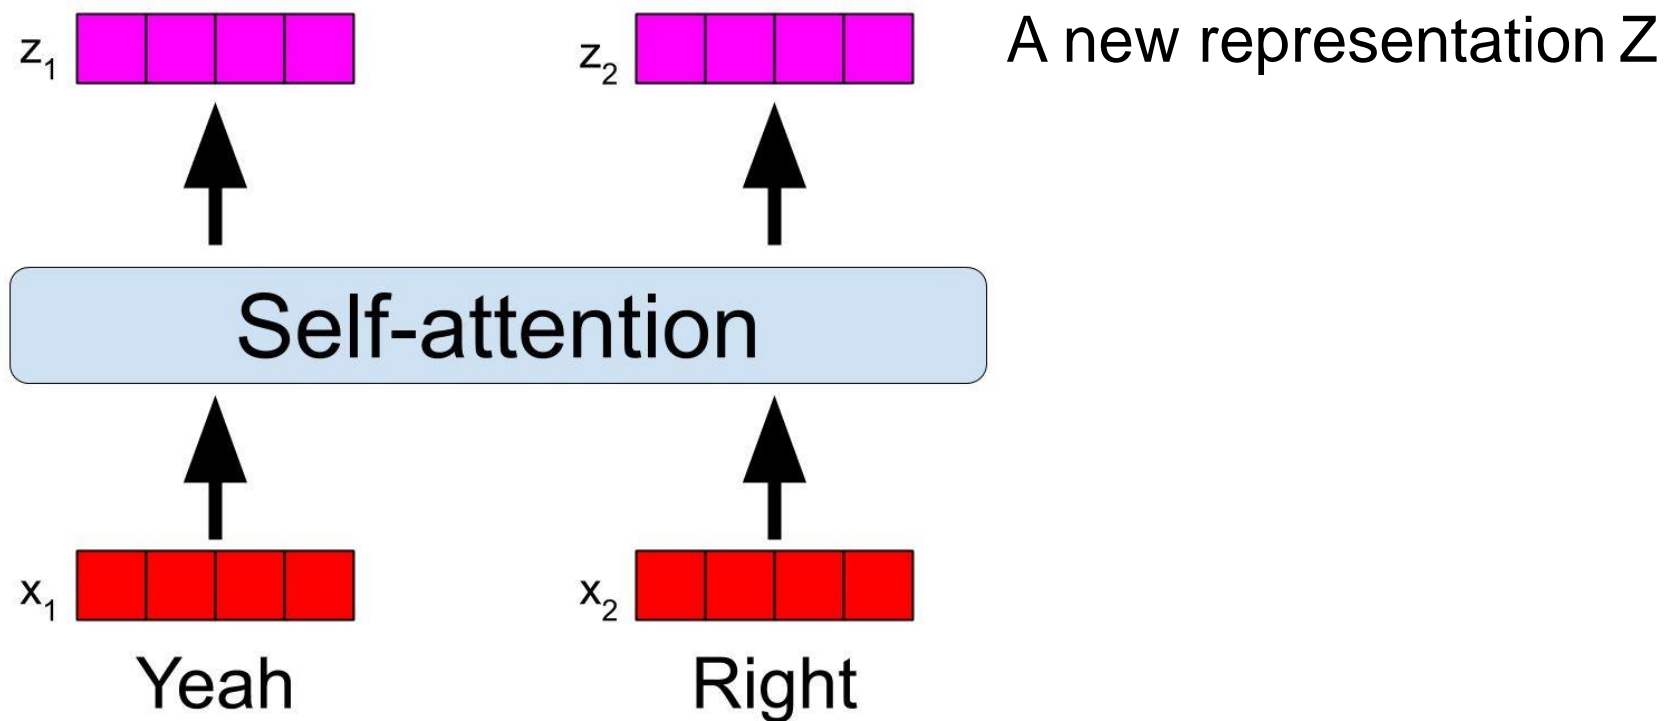 z₁ z₂ A new representation Z
Self-attention
x₁ x₂
Yeah Right